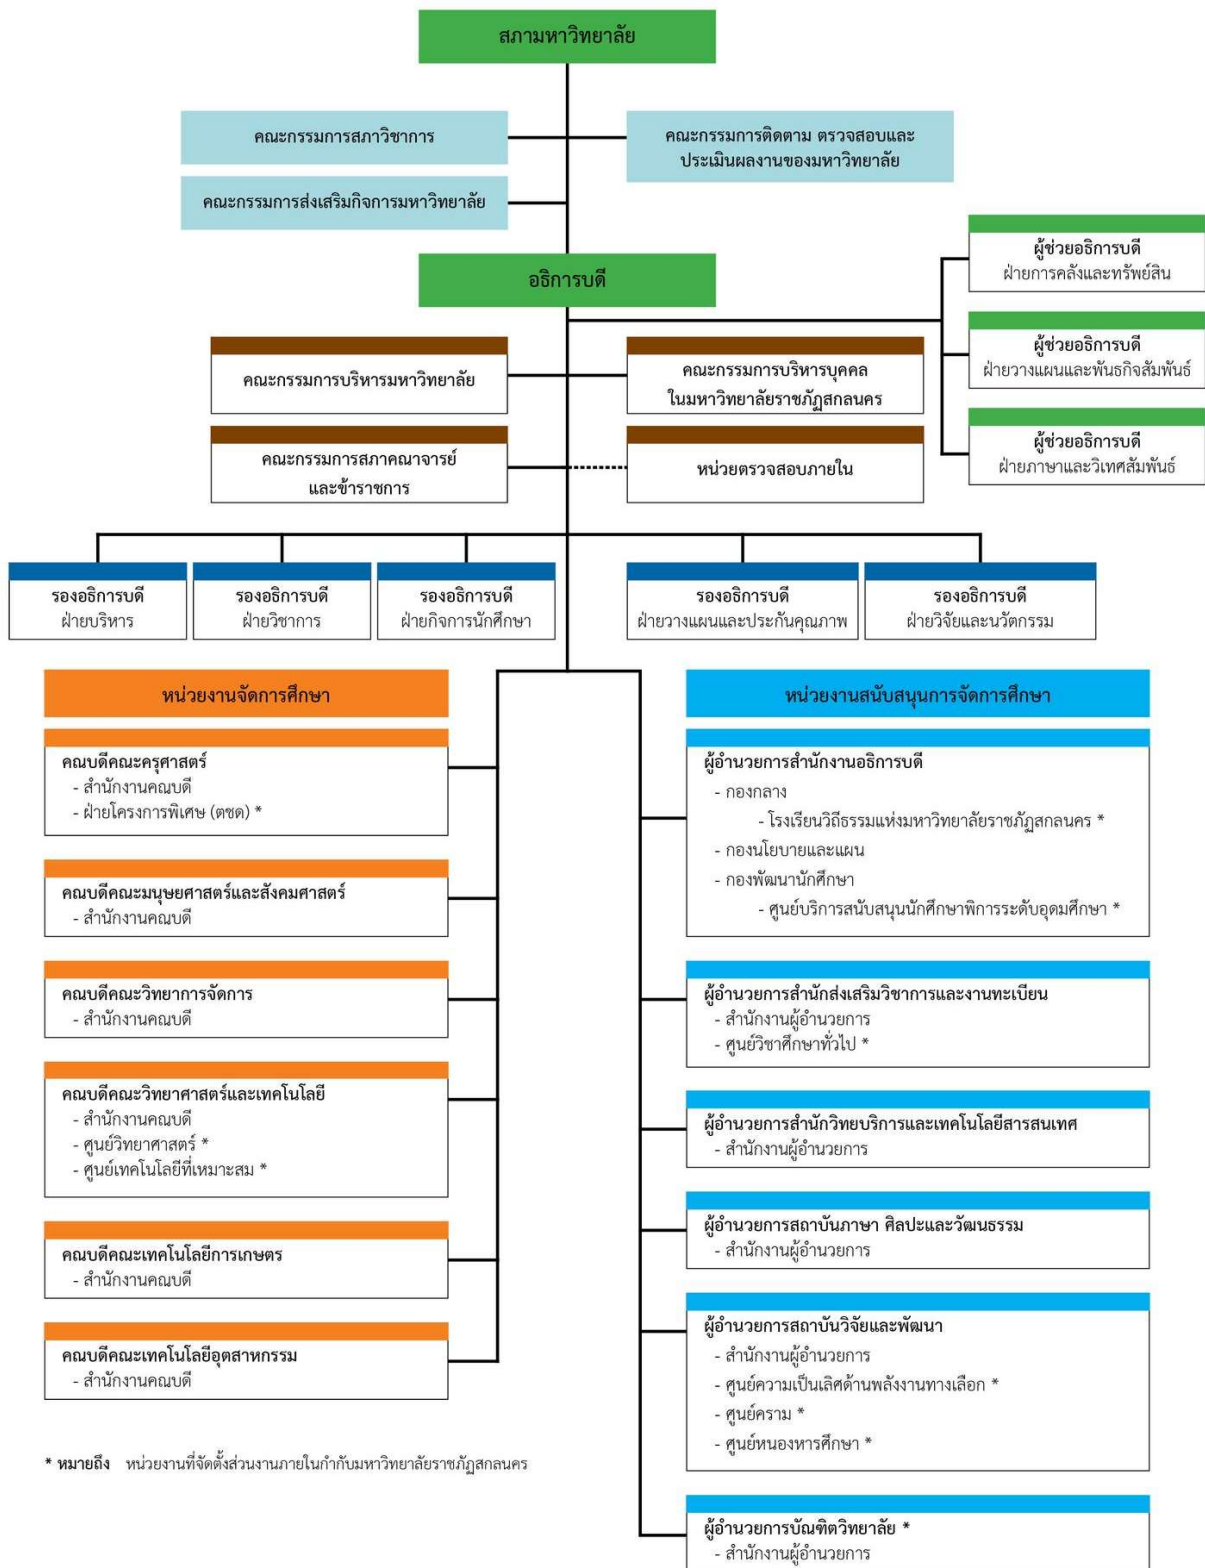 สภามหาวิทยาลัย
คณะกรรมการสภาวิชาการ
คณะกรรมการติดตาม ตรวจสอบและ
ประเมินผลงานของมหาวิทยาลัย
คณะกรรมการส่งเสริมกิจการมหาวิทยาลัย
อธิการบดี
ผู้ช่วยอธิการบดี
ฝ่ายการคลังและทรัพย์สิน
ผู้ช่วยอธิการบดี
ฝ่ายวางแผนและพันธกิจสัมพันธ์
ผู้ช่วยอธิการบดี
ฝ่ายภาษาและวิเทศสัมพันธ์
คณะกรรมการบริหารมหาวิทยาลัย
คณะกรรมการบริหารบุคคล
ในมหาวิทยาลัยราชภัฏสกลนคร
คณะกรรมการสภาคณาจารย์
และข้าราชการ
หน่วยตรวจสอบภายใน
รองอธิการบดี
ฝ่ายบริหาร
รองอธิการบดี
ฝ่ายวิชาการ
รองอธิการบดี
ฝ่ายกิจการนักศึกษา
รองอธิการบดี
ฝ่ายวางแผนและประกันคุณภาพ
รองอธิการบดี
ฝ่ายวิจัยและนวัตกรรม
หน่วยงานจัดการศึกษา
คณบดีคณะครุศาสตร์
- สำนักงานคณบดี
- ฝ่ายโครงการพิเศษ (ตชด) *
คณบดีคณะมนุษยศาสตร์และสังคมศาสตร์
- สำนักงานคณบดี
คณบดีคณะวิทยาการจัดการ
- สำนักงานคณบดี
คณบดีคณะวิทยาศาสตร์และเทคโนโลยี
- สำนักงานคณบดี
- ศูนย์วิทยาศาสตร์ *
- ศูนย์เทคโนโลยีที่เหมาะสม *
คณบดีคณะเทคโนโลยีการเกษตร
- สำนักงานคณบดี
คณบดีคณะเทคโนโลยีอุตสาหกรรม
- สำนักงานคณบดี
* หมายถึง หน่วยงานที่จัดตั้งส่วนงานภายในกำกับมหาวิทยาลัยราชภัฏสกลนคร
หน่วยงานสนับสนุนการจัดการศึกษา
ผู้อำนวยการสำนักงานอธิการบดี
- กองกลาง
- โรงเรียนวิถีธรรมแห่งมหาวิทยาลัยราชภัฏสกลนคร *
- กองนโยบายและแผน
- กองพัฒนานักศึกษา
- ศูนย์บริการสนับสนุนนักศึกษาพิการระดับอุดมศึกษา *
ผู้อำนวยการสำนักส่งเสริมวิชาการและงานทะเบียน
- สำนักงานผู้อำนวยการ
- ศูนย์วิชาศึกษาทั่วไป *
ผู้อำนวยการสำนักวิทยบริการและเทคโนโลยีสารสนเทศ
- สำนักงานผู้อำนวยการ
ผู้อำนวยการสถาบันภาษา ศิลปะและวัฒนธรรม
- สำนักงานผู้อำนวยการ
ผู้อำนวยการสถาบันวิจัยและพัฒนา
- สำนักงานผู้อำนวยการ
- ศูนย์ความเป็นเลิศด้านพลังงานทางเลือก *
- ศูนย์คราม *
- ศูนย์หนองหารศึกษา *
ผู้อำนวยการบัณฑิตวิทยาลัย *
- สำนักงานผู้อำนวยการ